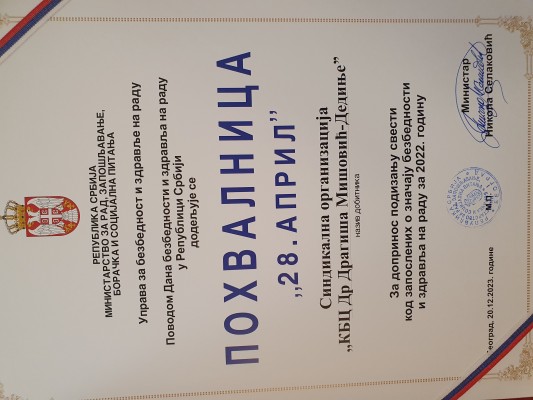 РЕПУБЛИКА СРБИЈА
МИНИСТАРСТВО ЗА РАД, ЗАПОШЉАВАЊЕ,
БОРАЧКА И СОЦИЈАЛНА ПИТАЊА
Управа за безбедност и здравље на раду
Поводом Дана безбедности и здравља на раду
у Републици Србији
додељује се
ПОХВАЛНИЦА
„28. АПРИЛ”
Синдикална организација
„КБЦ Др Драгиша Мишовић-Дедиње”
назив добитника
За допринос подизању свести
код запослених о значају безбедности
и здравља на раду за 2022. годину
Београд, 20.12.2023. године
М.П.
Министар
Никола Селаковић